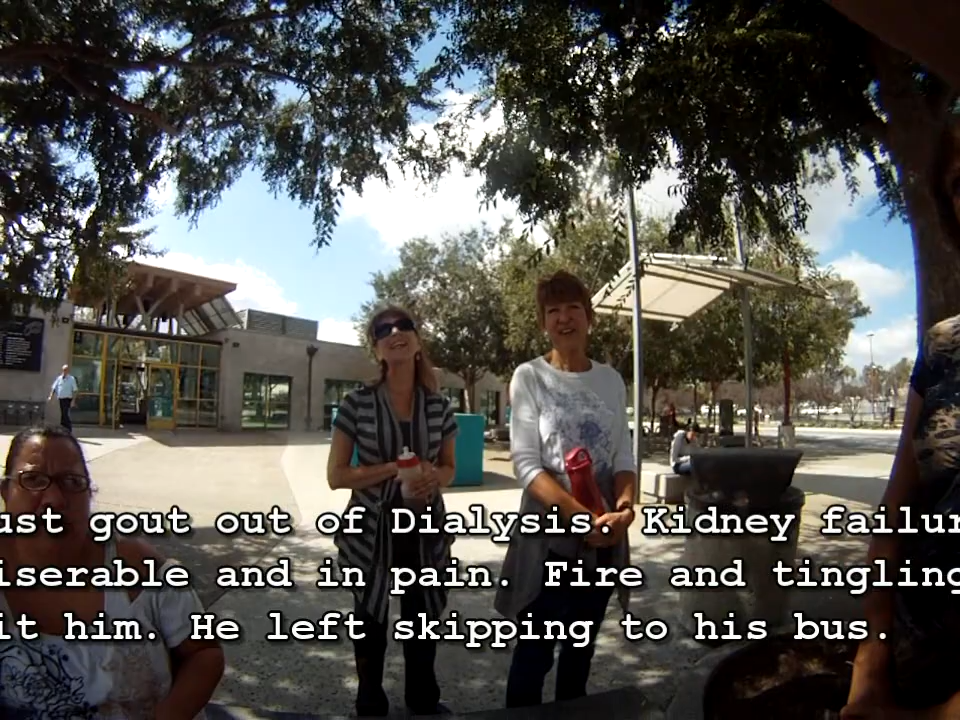 ust gout out of Dialysis. Kidney failur
iserable and in pain. Fire and tingling
it him. He left skipping to his bus.